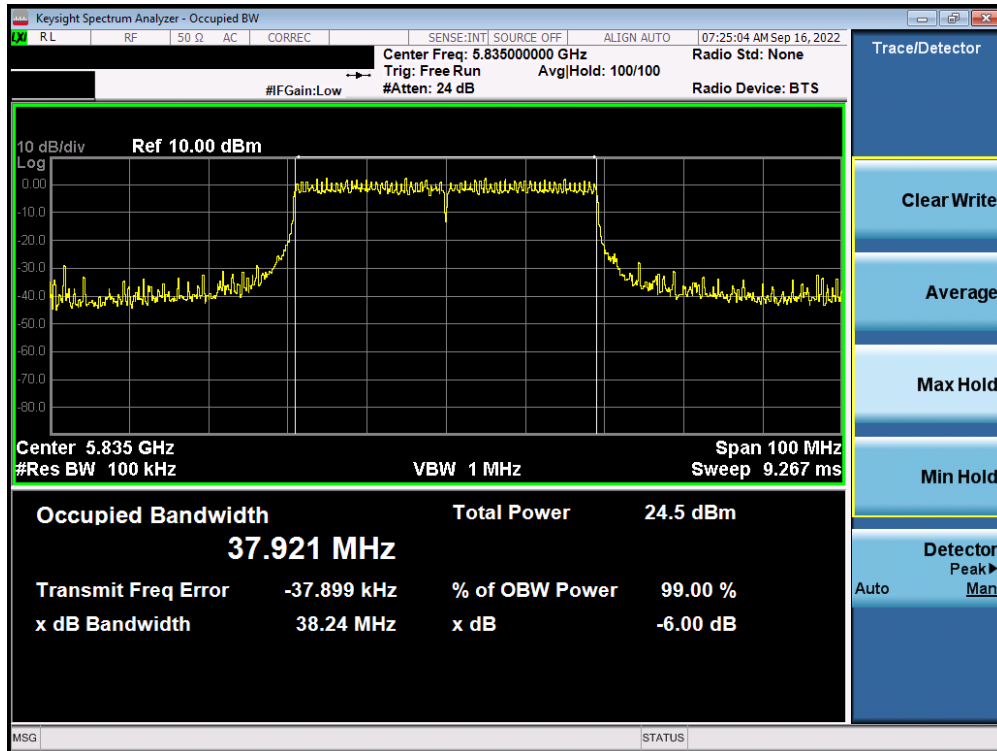 Keysight Spectrum Analyzer - Occupied BW
LXI RL RF 50 Ω AC CORREC SENSE:INT SOURCE OFF ALIGN AUTO 07:25:04 AM Sep 16, 2022
Center Freq: 5.835000000 GHz Radio Std: None
Trig: Free Run Avg|Hold: 100/100
#IFGain:Low #Atten: 24 dB Radio Device: BTS
Trace/Detector
10 dB/div Ref 10.00 dBm
Log
0.00
-10.0
-20.0
-30.0
-40.0
-50.0
-60.0
-70.0
-80.0
Center 5.835 GHz Span 100 MHz
#Res BW 100 kHz VBW 1 MHz Sweep 9.267 ms
Occupied Bandwidth Total Power 24.5 dBm
37.921 MHz
Transmit Freq Error -37.899 kHz % of OBW Power 99.00 %
x dB Bandwidth 38.24 MHz x dB -6.00 dB
Clear Write
Average
Max Hold
Min Hold
Detector
Peak▶
Auto Man
MSG STATUS